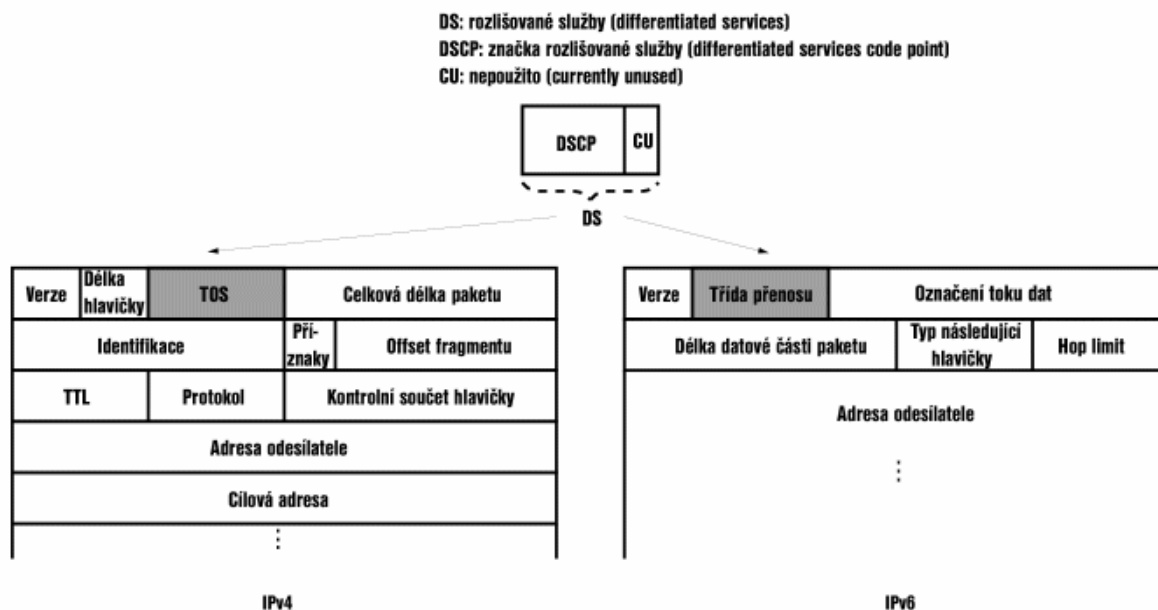 DS: rozlišované služby (differentiated services)
DSCP: značka rozlišované služby (differentiated services code point)
CU: nepoužito (currently unused)
DSCP
CU
DS
Verze
Délka
hlavičky
TOS
Celková délka paketu
Identifikace
Pří-
znaky
Offset fragmentu
TTL
Protokol
Kontrolní součet hlavičky
Adresa odesílatele
Cílová adresa
IPv4
Verze
Třída přenosu
Označení toku dat
Délka datové části paketu
Typ následující
hlavičky
Hop limit
Adresa odesílatele
IPv6